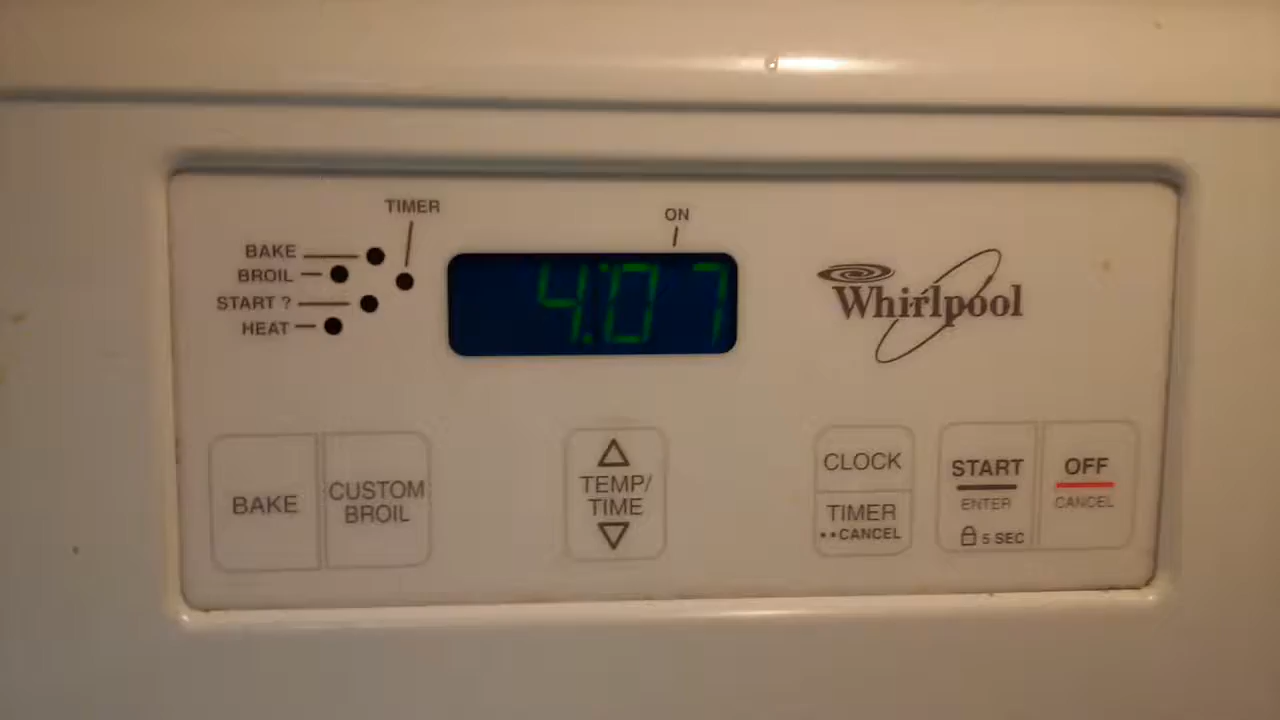 TIMER
ON
BAKE
BROIL
START ?
HEAT
4:07
Whirlpool
BAKE
CUSTOM
BROIL
TEMP/
TIME
CLOCK
TIMER
••CANCEL
START
ENTER
5 SEC
OFF
CANCEL